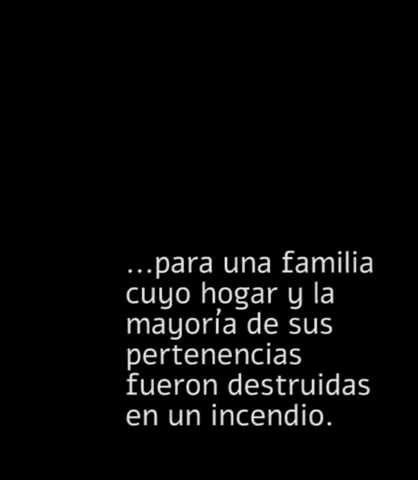 ...para una familia
cuyo hogar y la
mayoría de sus
pertenencias
fueron destruidas
en un incendio.